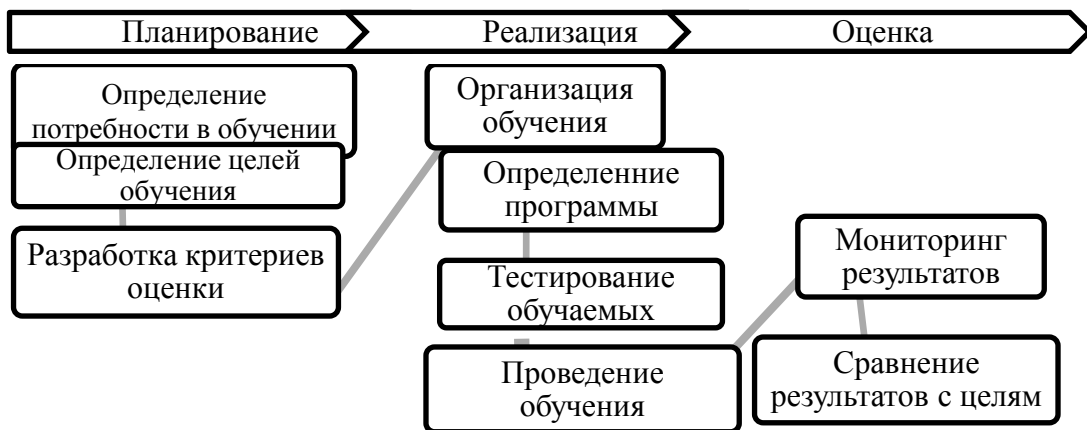 Планирование
Реализация
Оценка
Определение
потребности в обучении
Определение целей
обучения
Разработка критериев
оценки
Организация
обучения
Определенние
программы
Тестирование
обучаемых
Проведение
обучения
Мониторинг
результатов
Сравнение
результатов с целям